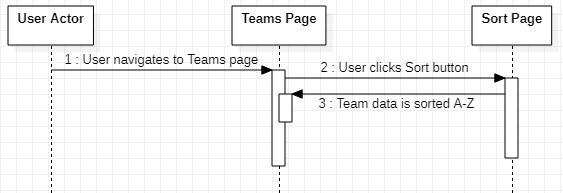 User Actor
Teams Page
Sort Page
1 : User navigates to Teams page
2 : User clicks Sort button
3 : Team data is sorted A-Z